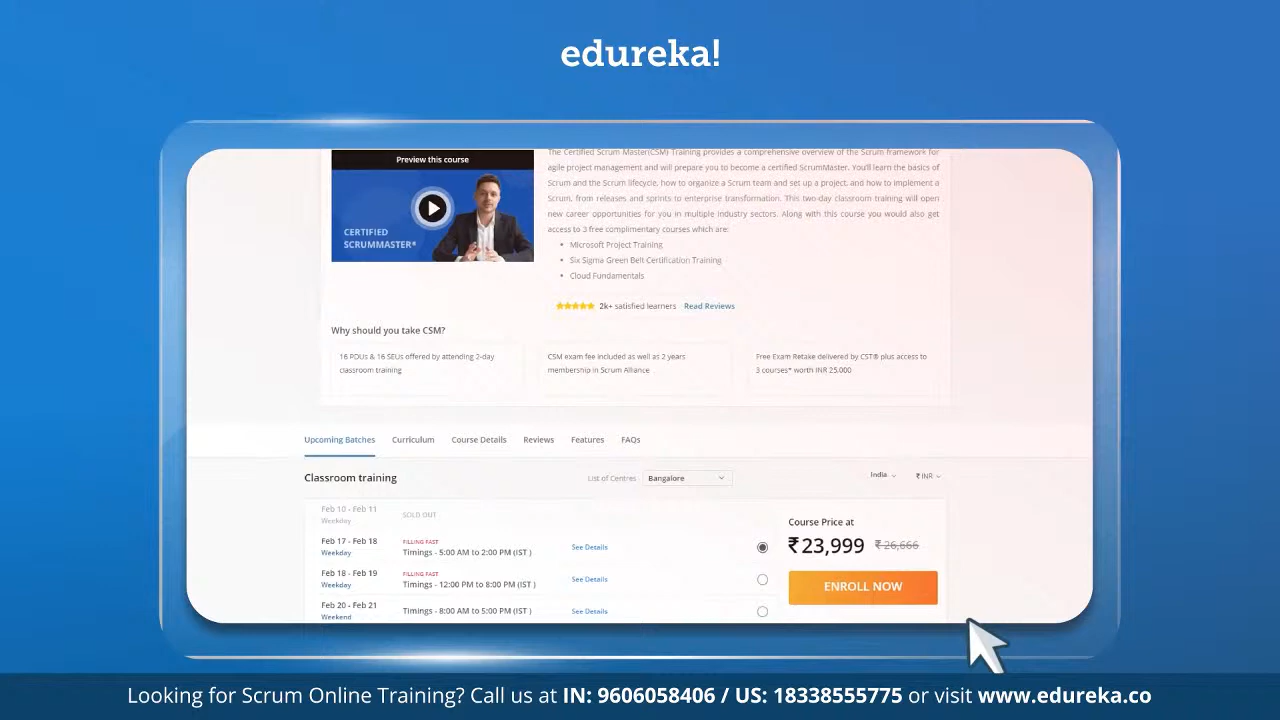 edureka!
Preview this course
CERTIFIED
SCRUMMASTER®
The Certified Scrum Master(CSM) Training provides a comprehensive overview of the Scrum framework for
agile project management and will prepare you to become a certified ScrumMaster. You'll learn the basics of
Scrum and the Scrum lifecycle, how to organize a Scrum team and set up a project, and how to implement a
Scrum, from releases and sprints to enterprise transformation. This two-day classroom training will open
new career opportunities for you in multiple industry sectors. Along with this course you would also get
access to 3 free complimentary courses which are:
• Microsoft Project Training
• Six Sigma Green Belt Certification Training
• Cloud Fundamentals
2k+ satisfied learners Read Reviews
Why should you take CSM?
16 PDUs & 16 SEUs offered by attending 2-day
classroom training
CSM exam fee included as well as 2 years
membership in Scrum Alliance
Free Exam Retake delivered by CST® plus access to
3 courses* worth INR 25,000
Upcoming Batches Curriculum Course Details Reviews Features FAQs
Classroom training List of Centres Bangalore India ₹ INR
Feb 10 - Feb 11 SOLD OUT
Weekday
Feb 17 - Feb 18 FILLING FAST
Weekday Timings - 5:00 AM to 2:00 PM (IST ) See Details
Feb 18 - Feb 19 FILLING FAST
Weekday Timings - 12:00 PM to 8:00 PM (IST ) See Details
Feb 20 - Feb 21 Timings - 8:00 AM to 5:00 PM (IST ) See Details
Weekend
Course Price at
₹23,999 ₹26,666
ENROLL NOW
Looking for Scrum Online Training? Call us at IN: 9606058406 / US: 18338555775 or visit www.edureka.co